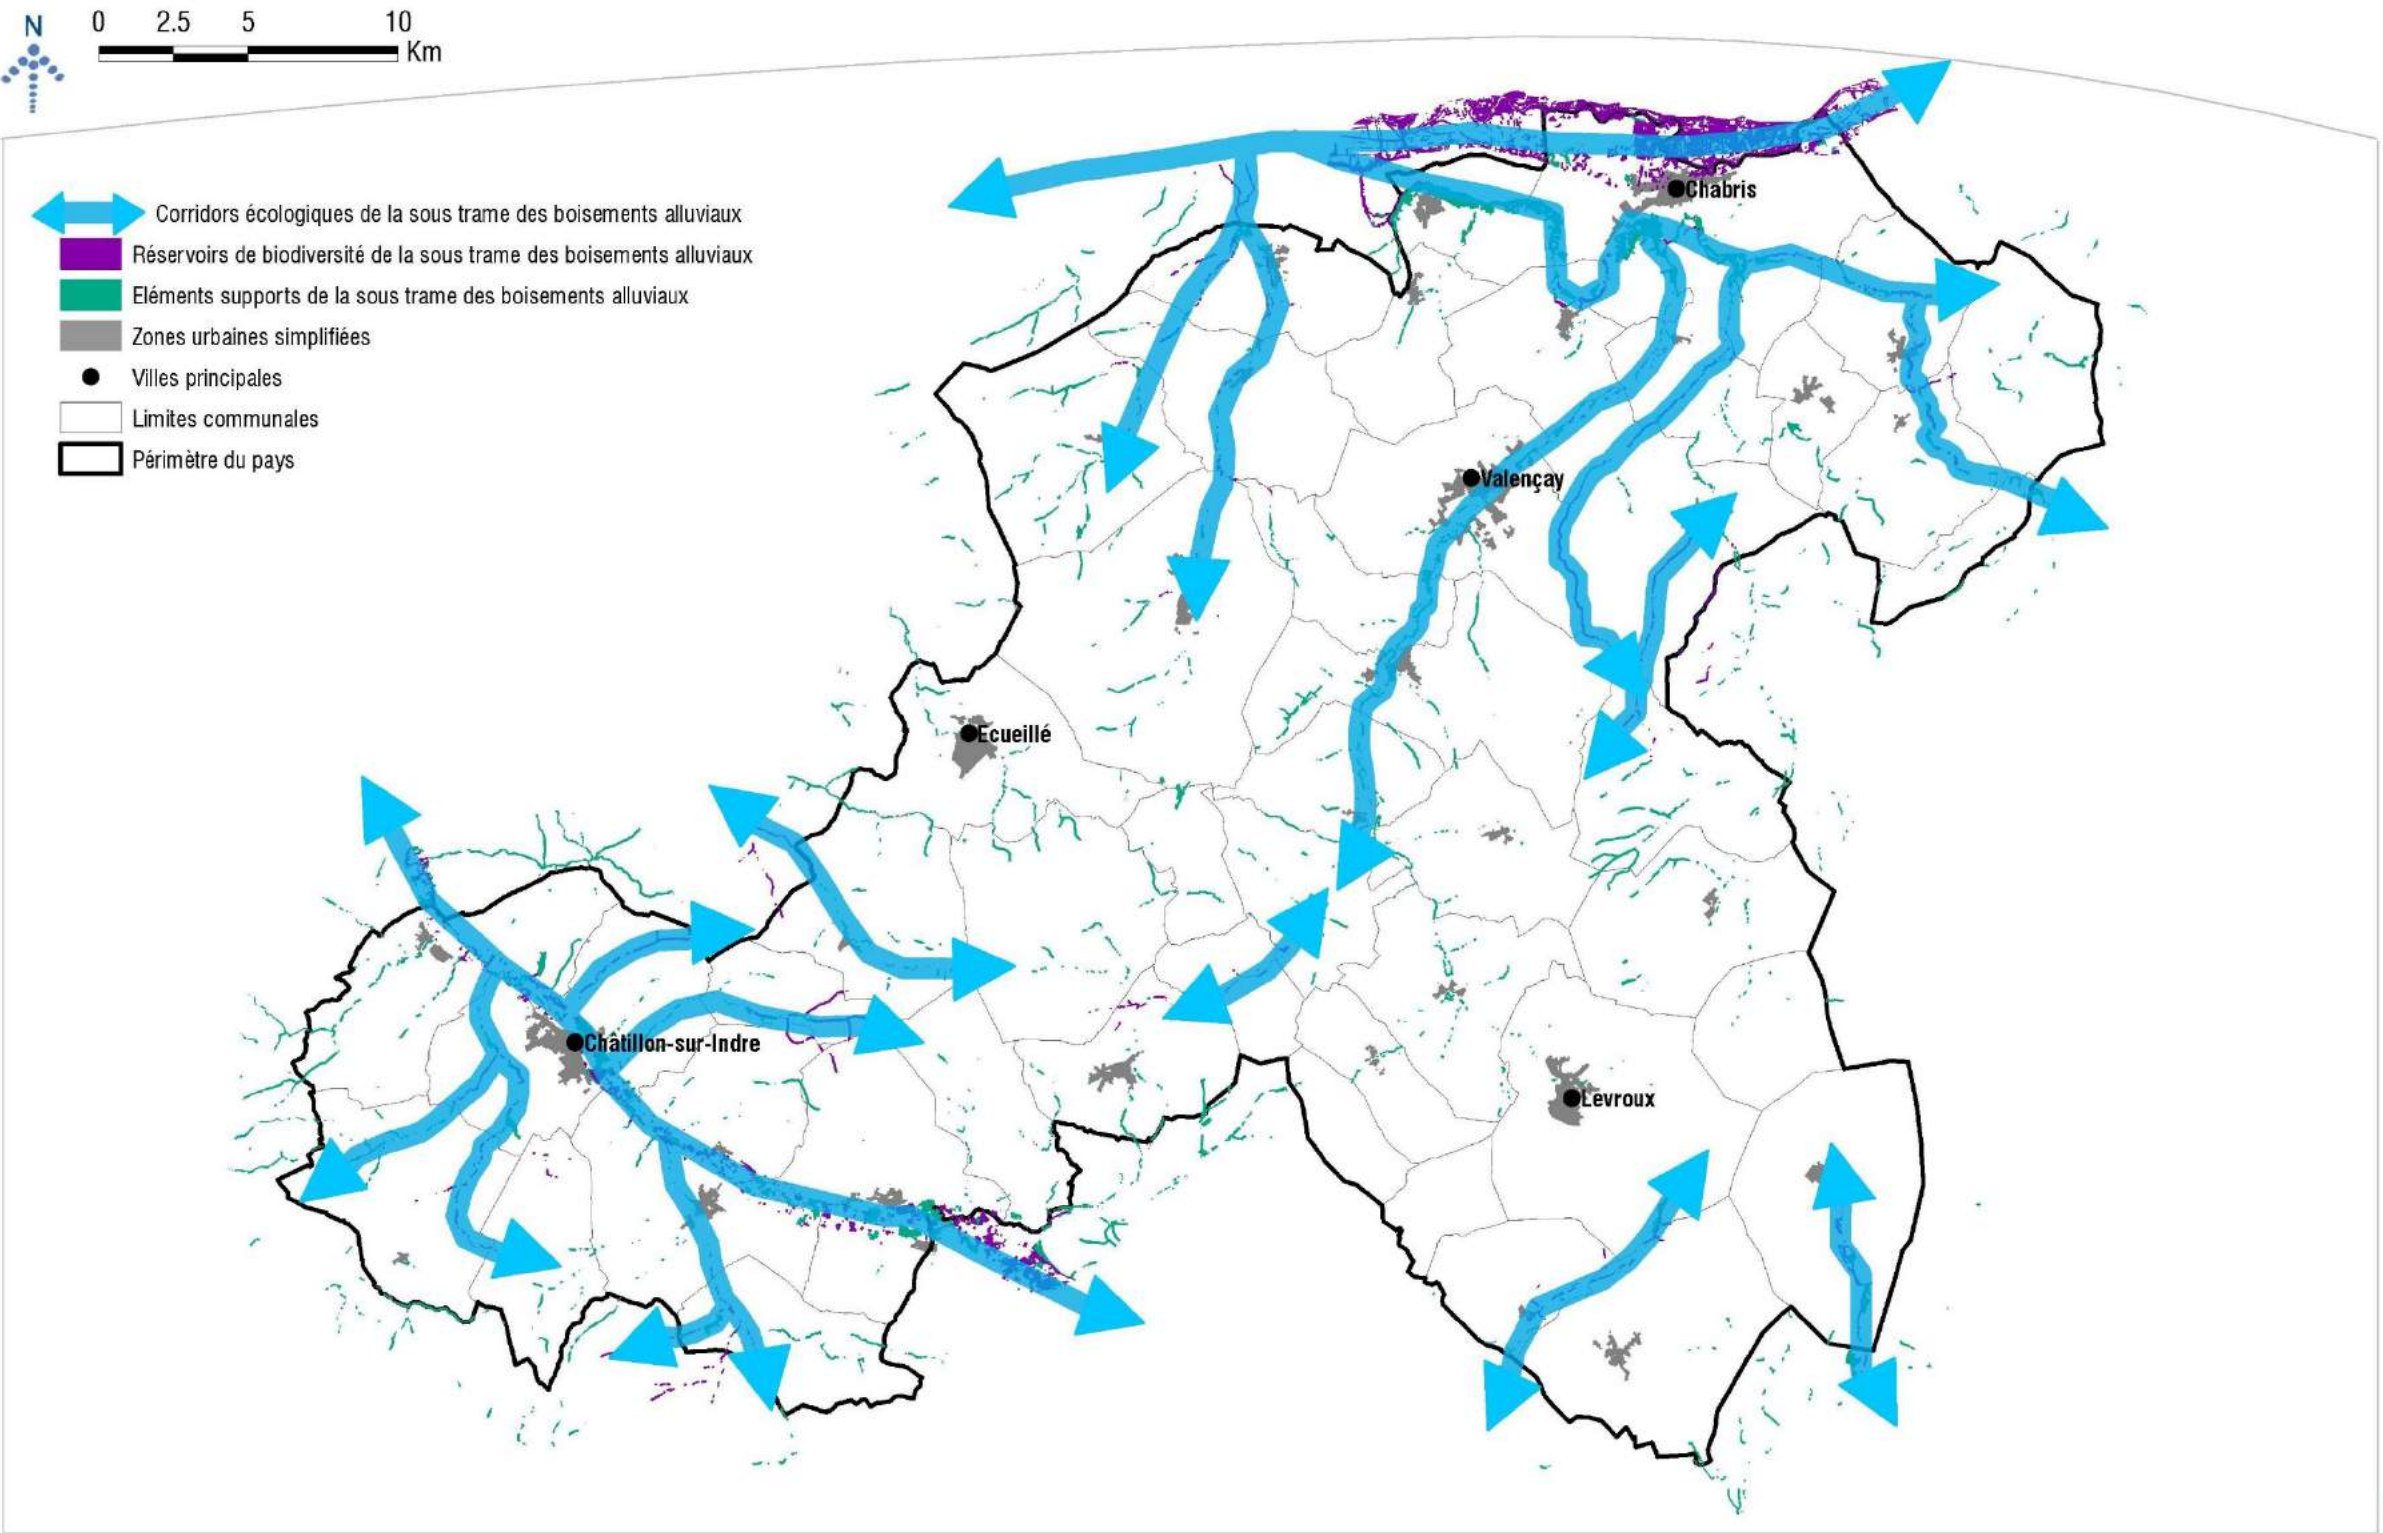 N
0 2.5 5 10
Km
Corridors écologiques de la sous trame des boisements alluviaux
Réservoirs de biodiversité de la sous trame des boisements alluviaux
Eléments supports de la sous trame des boisements alluviaux
Zones urbaines simplifiées
Villes principales
Limites communales
Périmètre du pays
Chabris
Valençay
Ecueillé
Châtillon-sur-Indre
Levroux